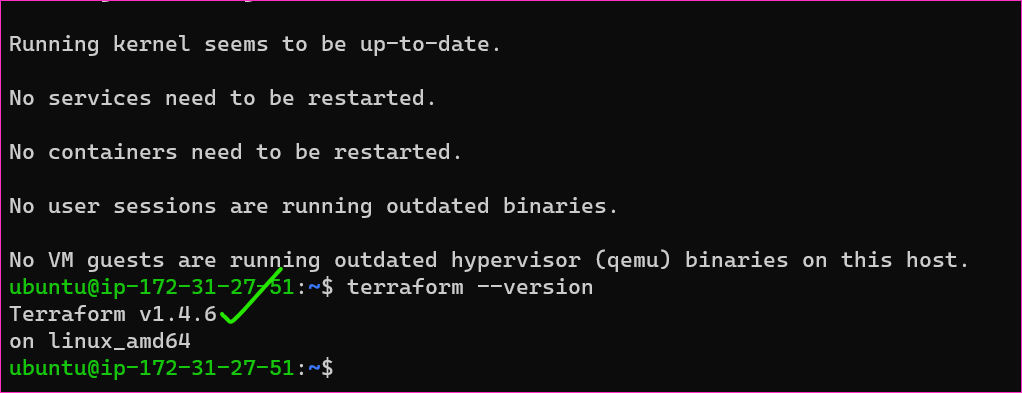 Running kernel seems to be up-to-date.
No services need to be restarted.
No containers need to be restarted.
No user sessions are running outdated binaries.
No VM guests are running outdated hypervisor (qemu) binaries on this host.
ubuntu@ip-172-31-27-51:~$ terraform --version
Terraform v1.4.6
on linux_amd64
ubuntu@ip-172-31-27-51:~$